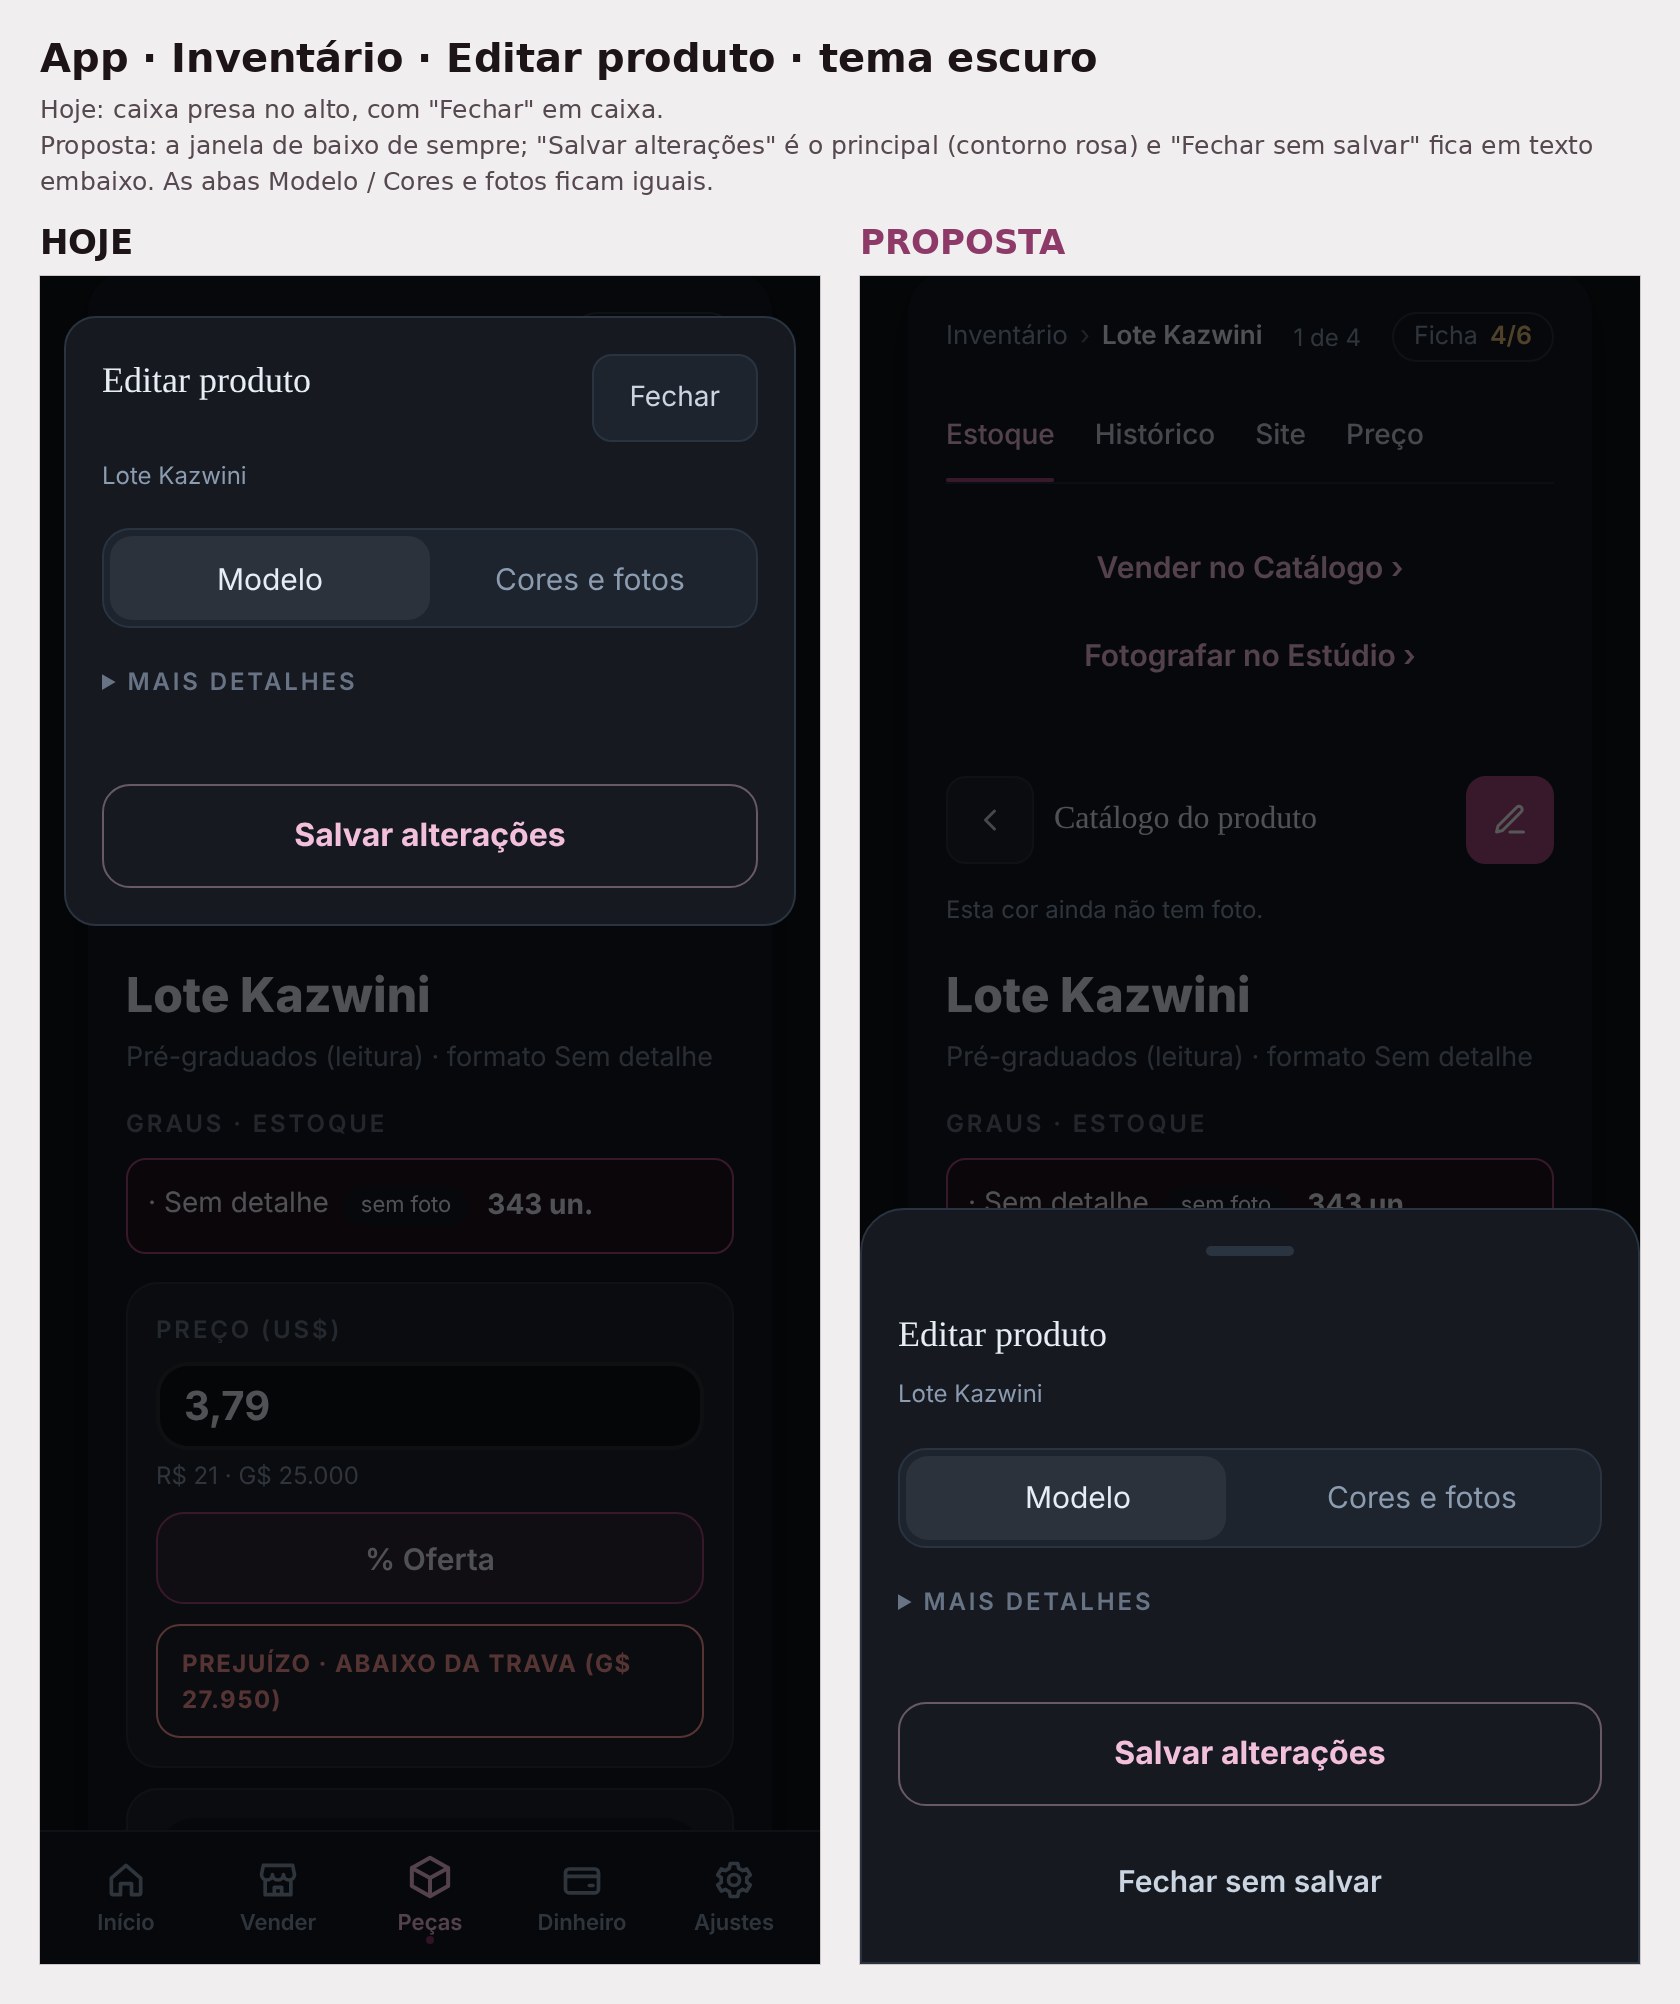 App · Inventário · Editar produto · tema escuro
Hoje: caixa presa no alto, com "Fechar" em caixa.
Proposta: a janela de baixo de sempre; "Salvar alterações" é o principal (contorno rosa) e "Fechar sem salvar" fica em texto
embaixo. As abas Modelo / Cores e fotos ficam iguais.
HOJE
Editar produto
Fechar
Lote Kazwini
Modelo
Cores e fotos
▶ MAIS DETALHES
Salvar alterações
Lote Kazwini
Pré-graduados (leitura) · formato Sem detalhe
GRAUS · ESTOQUE
· Sem detalhe sem foto 343 un.
PREÇO (US$)
3,79
R$ 21 · G$ 25.000
% Oferta
PREJUÍZO · ABAIXO DA TRAVA (G$
27.950)
Início
Vender
Peças
Dinheiro
Ajustes
PROPOSTA
Inventário › Lote Kazwini 1 de 4 Ficha 4/6
Estoque Histórico Site Preço
Vender no Catálogo ›
Fotografar no Estúdio ›
Catálogo do produto
Esta cor ainda não tem foto.
Lote Kazwini
Pré-graduados (leitura) · formato Sem detalhe
GRAUS · ESTOQUE
· Sem detalhe sem foto 343 un.
Editar produto
Lote Kazwini
Modelo
Cores e fotos
▶ MAIS DETALHES
Salvar alterações
Fechar sem salvar